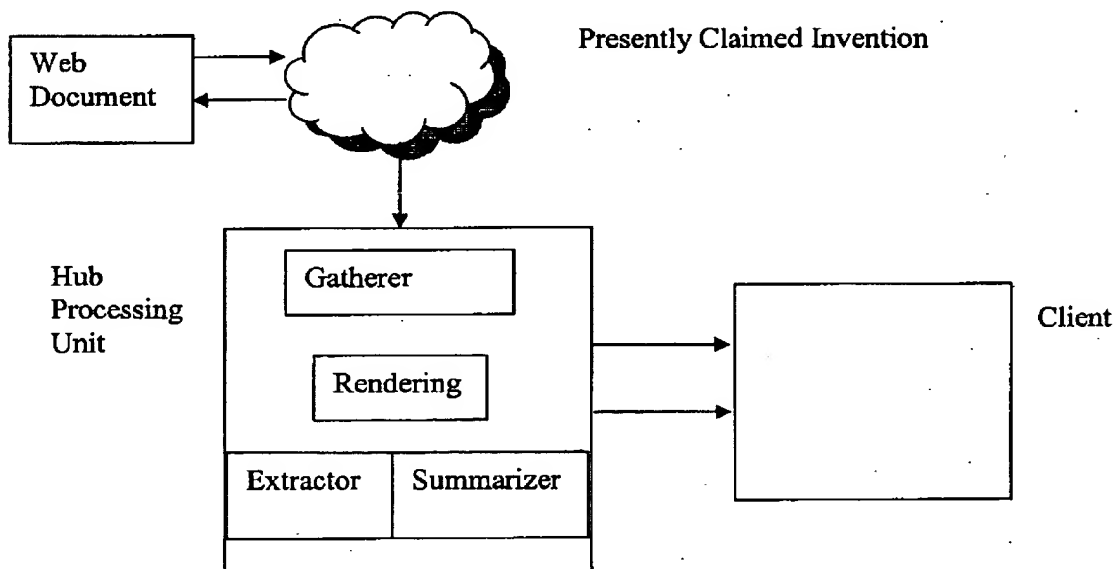 Presently Claimed Invention
Web
Document
Hub
Processing
Unit
Gatherer
Rendering
Extractor
Summarizer
Client